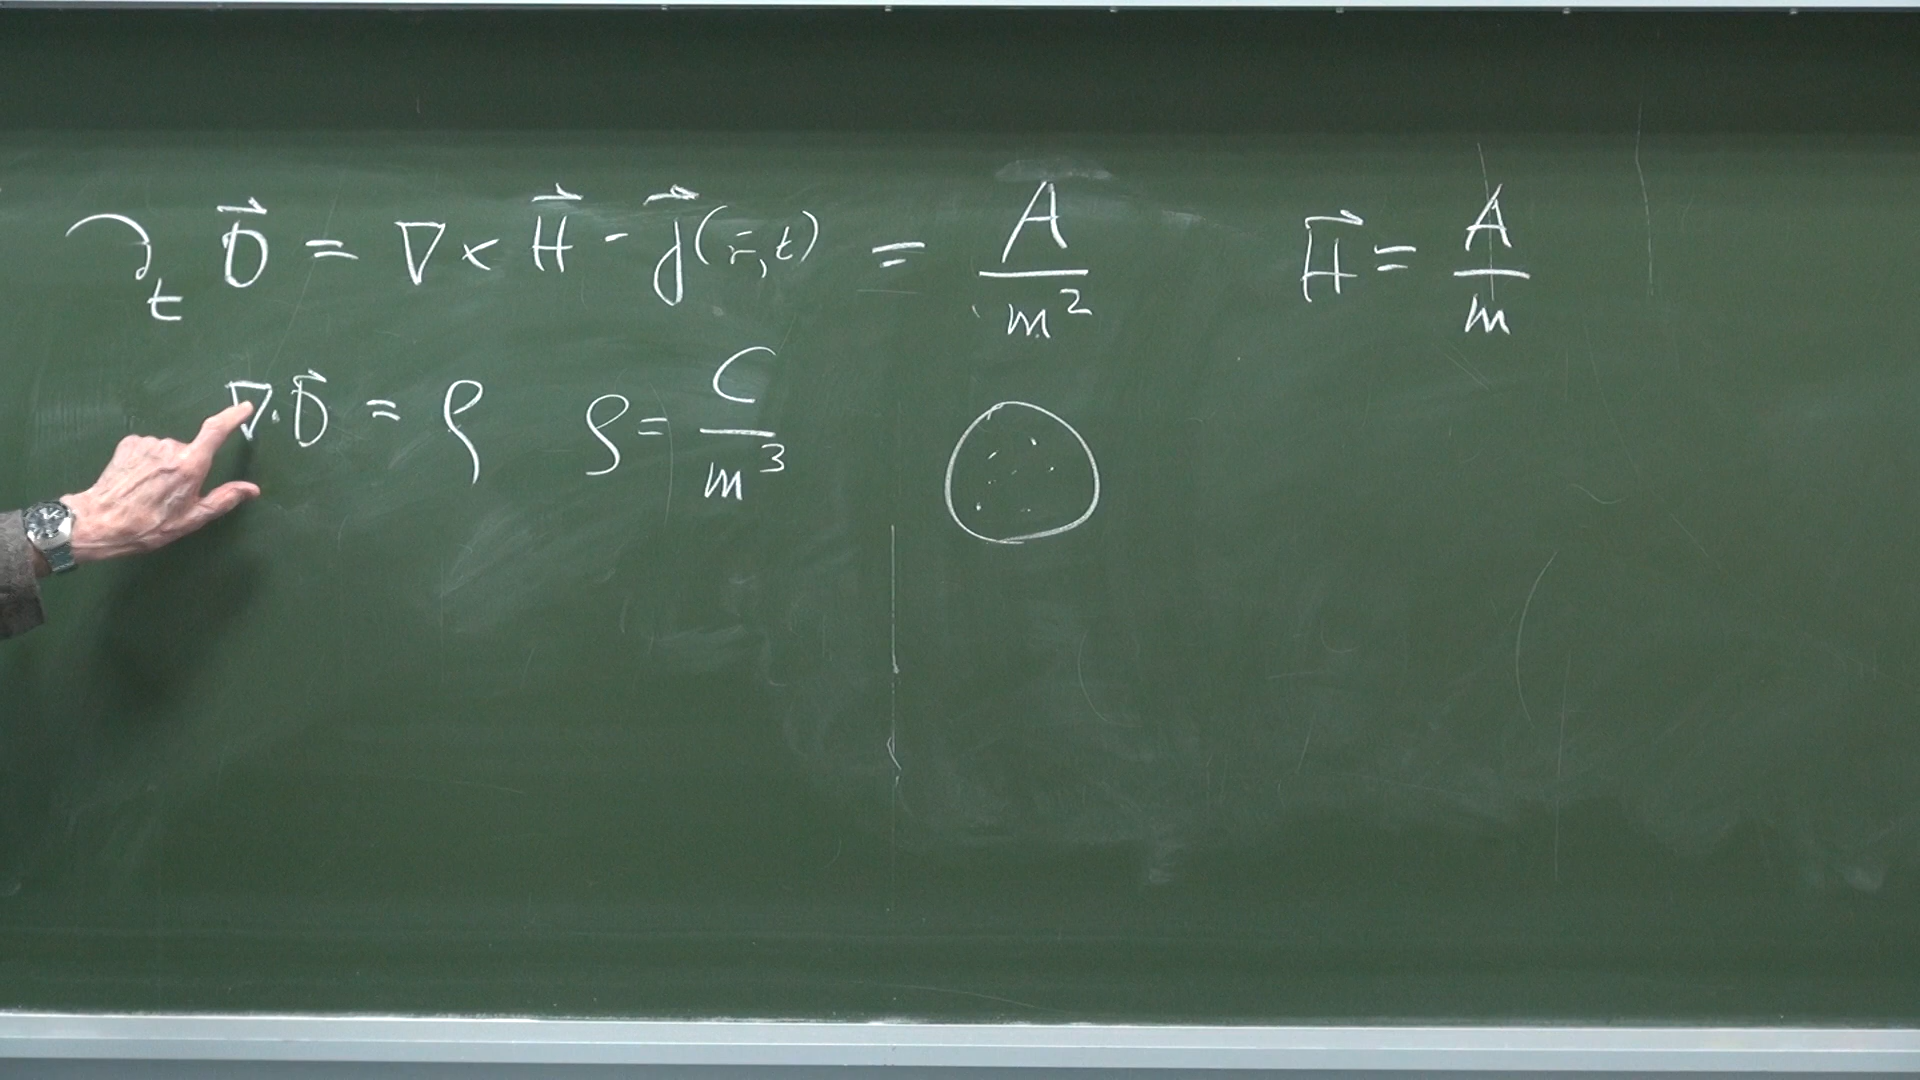 ∂ₜ D⃗ = ∇ × H⃗ - j⃗(r̄,t) = A/m² H⃗ = A/m
∇·D⃗ = ρ ρ = C/m³